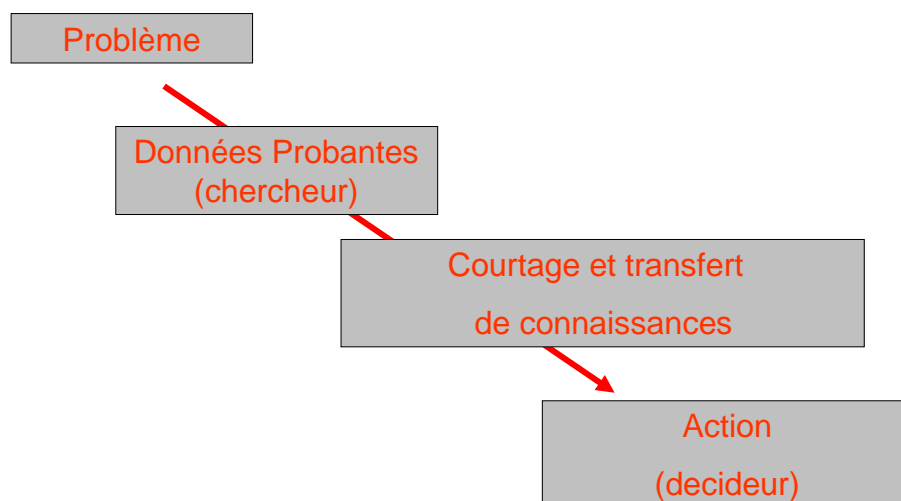 Problème
Données Probantes
(chercheur)
Courtage et transfert
de connaissances
Action
(decideur)